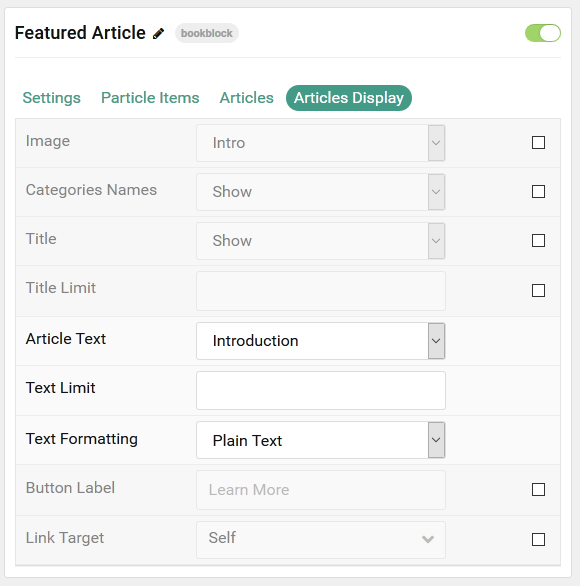 Featured Article bookblock
Settings Particle Items Articles Articles Display
Image Intro
Categories Names Show
Title Show
Title Limit
Article Text Introduction
Text Limit
Text Formatting Plain Text
Button Label Learn More
Link Target Self